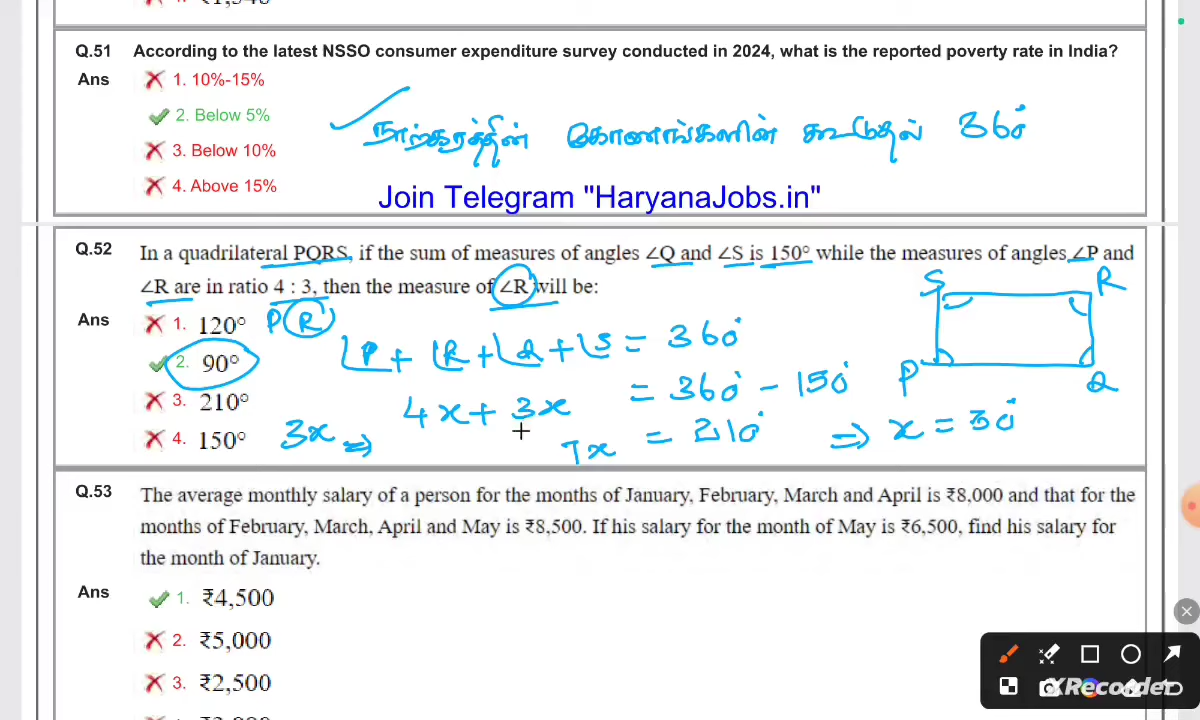 Q.51 According to the latest NSSO consumer expenditure survey conducted in 2024, what is the reported poverty rate in India?
Ans 1. 10%-15%
2. Below 5%
3. Below 10%
4. Above 15%
நாற்கரத்தின் கோணங்களின் கூடுதல் 360°
Join Telegram "HaryanaJobs.in"
Q.52 In a quadrilateral PQRS, if the sum of measures of angles ∠Q and ∠S is 150° while the measures of angles ∠P and
∠R are in ratio 4 : 3, then the measure of ∠R will be:
S R
Ans 1. 120° P R
∠P + ∠R + ∠Q + ∠S = 360°
2. 90°
= 360° - 150° P Q
3. 210° 4x + 3x
4. 150° 3x ⇒ 7x = 210° ⇒ x = 30°
Q.53 The average monthly salary of a person for the months of January, February, March and April is ₹8,000 and that for the
months of February, March, April and May is ₹8,500. If his salary for the month of May is ₹6,500, find his salary for
the month of January.
Ans 1. ₹4,500
2. ₹5,000
3. ₹2,500
XRecorder